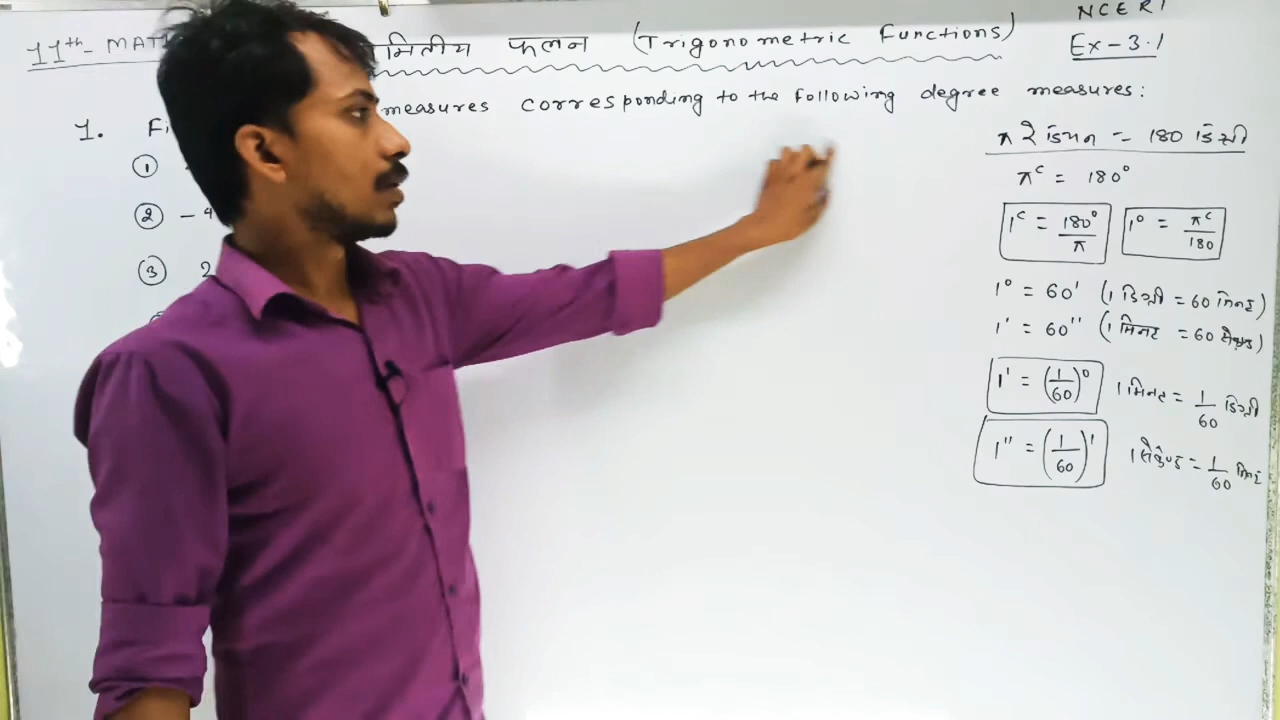 11th - MATH मितीय फलन (Trigonometric Functions)
NCERT
Ex-3.1
1. Fi measures corresponding to the following degree measures:
①
② - 4
③ 2
π रेडियन = 180 डिग्री
π^c = 180°
1^c = 180°/π 1° = π^c/180
1° = 60' (1 डिग्री = 60 मिनट)
1' = 60'' (1 मिनट = 60 सेकण्ड)
1' = (1/60)° 1 मिनट = 1/60 डिग्री
1'' = (1/60)' 1 सेकेण्ड = 1/60 मिनट